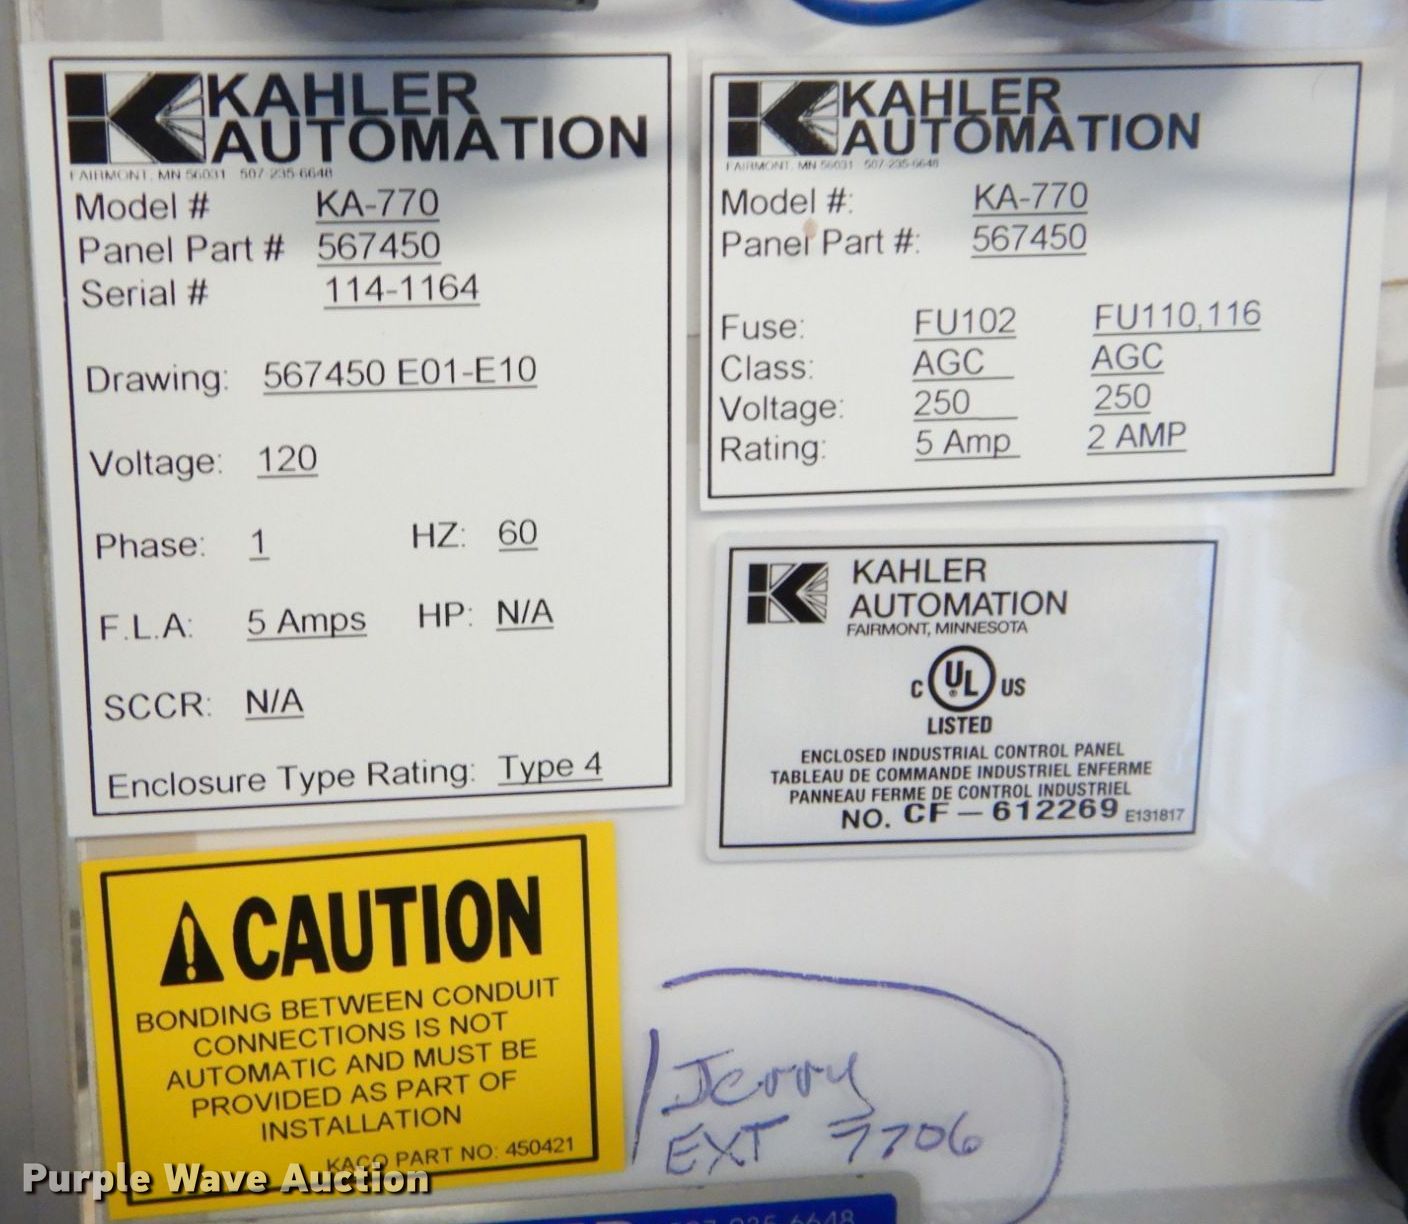 KAHLER
AUTOMATION
FAIRMONT, MN 56031 507-235-6648
Model # KA-770
Panel Part # 567450
Serial # 114-1164
Drawing: 567450 E01-E10
Voltage: 120
Phase: 1 HZ: 60
F.L.A: 5 Amps HP: N/A
SCCR: N/A
Enclosure Type Rating: Type 4
KAHLER
AUTOMATION
FAIRMONT, MN 56031 507-235-6648
Model #: KA-770
Panel Part #: 567450
Fuse: FU102 FU110,116
Class: AGC AGC
Voltage: 250 250
Rating: 5 Amp 2 AMP
KAHLER
AUTOMATION
FAIRMONT, MINNESOTA
C UL US
LISTED
ENCLOSED INDUSTRIAL CONTROL PANEL
TABLEAU DE COMMANDE INDUSTRIEL ENFERME
PANNEAU FERME DE CONTROL INDUSTRIEL
NO. CF-612269 E131817
CAUTION
BONDING BETWEEN CONDUIT
CONNECTIONS IS NOT
AUTOMATIC AND MUST BE
PROVIDED AS PART OF
INSTALLATION
KACO PART NO: 450421
Jerry
EXT 7706
Purple Wave Auction
507-235-6648